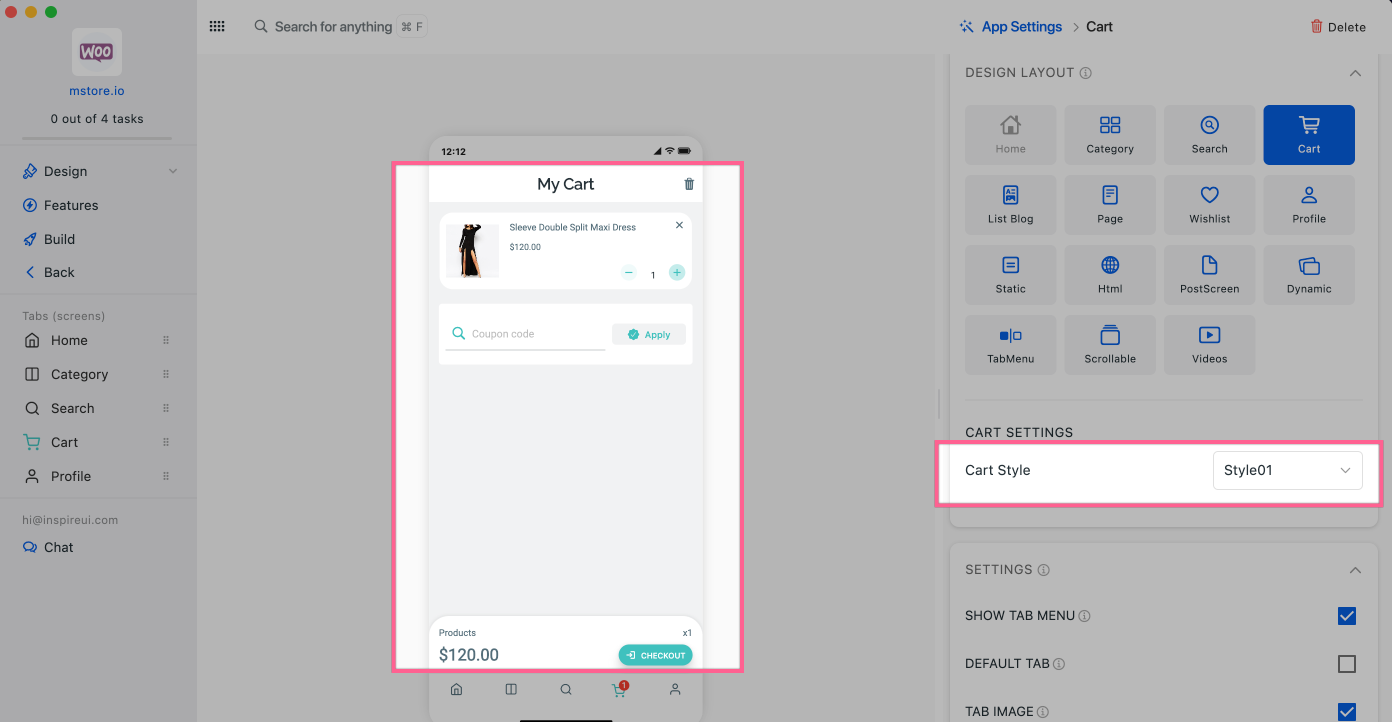 WOO
mstore.io
0 out of 4 tasks
Design
Features
Build
Back
Tabs (screens)
Home
Category
Search
Cart
Profile
hi@inspireui.com
Chat
Search for anything ⌘ F
App Settings > Cart
Delete
12:12
My Cart
Sleeve Double Split Maxi Dress
$120.00
1
Coupon code
Apply
Products x1
$120.00 CHECKOUT
1
DESIGN LAYOUT
Home Category Search Cart
List Blog Page Wishlist Profile
Static Html PostScreen Dynamic
TabMenu Scrollable Videos
CART SETTINGS
Cart Style Style01
SETTINGS
SHOW TAB MENU
DEFAULT TAB
TAB IMAGE